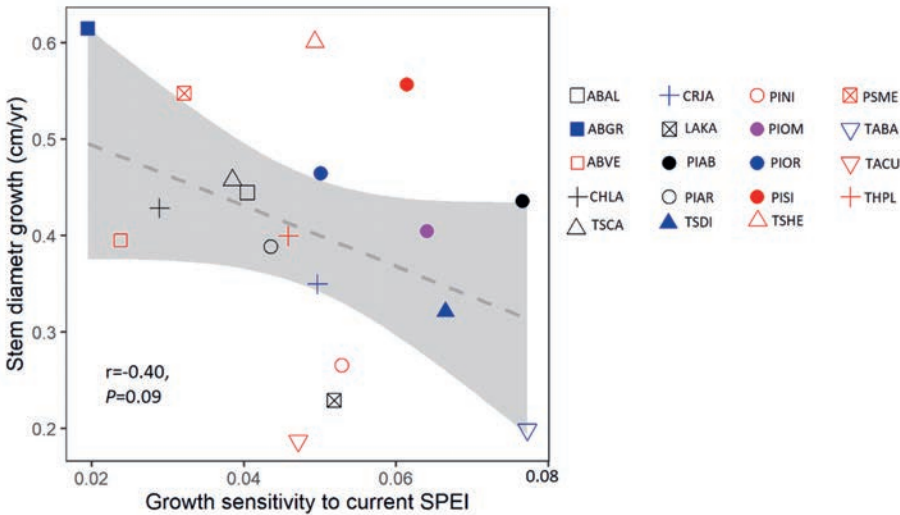 0.6
0.5
0.4
0.3
0.2
Stem diametr growth (cm/yr)
r=-0.40,
P=0.09
0.02
0.04
0.06
0.08
Growth sensitivity to current SPEI
ABAL CRJA PINI PSME
ABGR LAKA PIOM TABA
ABVE PIAB PIOR TACU
CHLA PIAR PISI THPL
TSCA TSDI TSHE